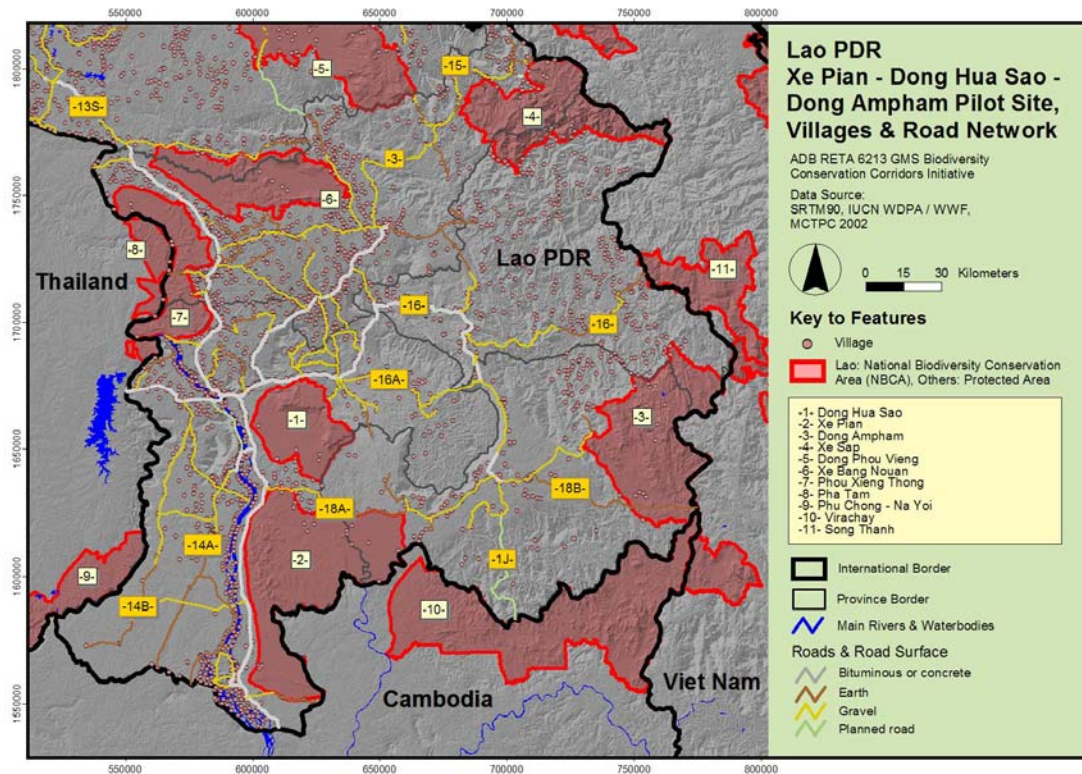 550000 600000 650000 700000 750000 800000
1800000
1750000
1700000
1650000
1600000
1550000
-5-
-15-
-13S-
-4-
-3-
-6-
-8-
Lao PDR
-11-
Thailand
-7-
-16-
-16-
-16A-
-1-
-3-
-18B-
-18A-
-14A-
-2-
-1J-
-9-
-14B-
-10-
Cambodia
Viet Nam
550000 600000 650000 700000 750000 800000
Lao PDR
Xe Pian - Dong Hua Sao -
Dong Ampham Pilot Site,
Villages & Road Network
ADB RETA 6213 GMS Biodiversity
Conservation Corridors Initiative
Data Source:
SRTM90, IUCN WDPA / WWF,
MCTPC 2002
0 15 30 Kilometers
Key to Features
Village
Lao: National Biodiversity Conservation
Area (NBCA), Others: Protected Area
-1- Dong Hua Sao
-2- Xe Pian
-3- Dong Ampham
-4- Xe Sap
-5- Dong Phou Vieng
-6- Xe Bang Nouan
-7- Phou Xieng Thong
-8- Pha Tam
-9- Phu Chong - Na Yoi
-10- Virachay
-11- Song Thanh
International Border
Province Border
Main Rivers & Waterbodies
Roads & Road Surface
Bituminous or concrete
Earth
Gravel
Planned road